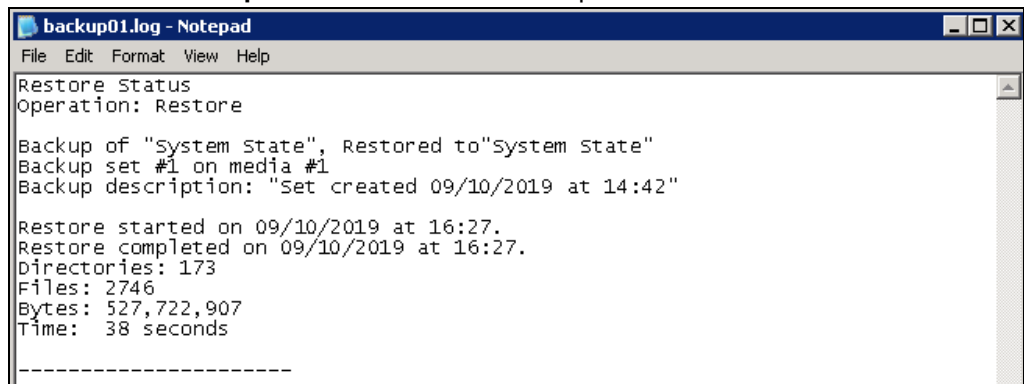 backup01.log - Notepad
File Edit Format View Help
Restore Status
Operation: Restore
Backup of "System State", Restored to"System State"
Backup set #1 on media #1
Backup description: "Set created 09/10/2019 at 14:42"
Restore started on 09/10/2019 at 16:27.
Restore completed on 09/10/2019 at 16:27.
Directories: 173
Files: 2746
Bytes: 527,722,907
Time:  38 seconds
----------------------